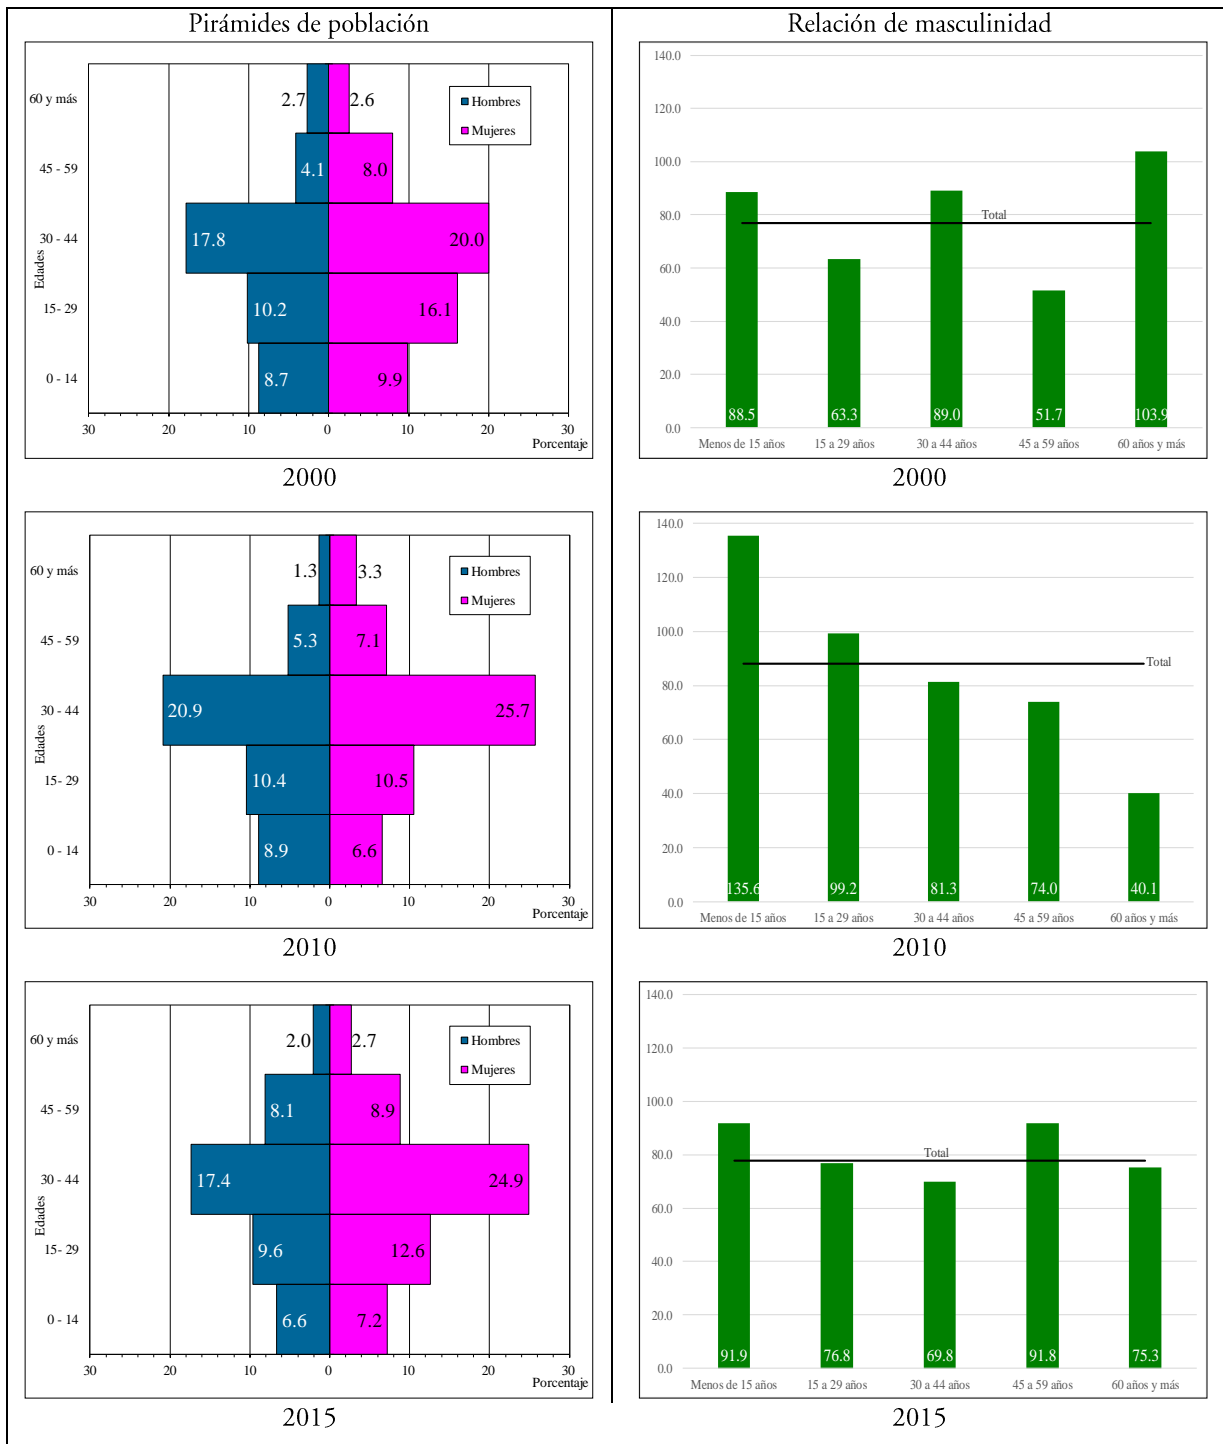 Pirámides de población
Relación de masculinidad
60 y más
45 - 59
30 - 44
15- 29
0 - 14
Edades
2.7
2.6
4.1
8.0
17.8
20.0
10.2
16.1
8.7
9.9
Hombres
Mujeres
30 20 10 0 10 20 30
Porcentaje
2000
140.0
120.0
100.0
80.0
60.0
40.0
20.0
0.0
Total
88.5 63.3 89.0 51.7 103.9
Menos de 15 años 15 a 29 años 30 a 44 años 45 a 59 años 60 años y más
2000
60 y más
45 - 59
30 - 44
15- 29
0 - 14
Edades
1.3
3.3
5.3
7.1
20.9
25.7
10.4
10.5
8.9
6.6
Hombres
Mujeres
30 20 10 0 10 20 30
Porcentaje
2010
140.0
120.0
100.0
80.0
60.0
40.0
20.0
0.0
Total
135.6 99.2 81.3 74.0 40.1
Menos de 15 años 15 a 29 años 30 a 44 años 45 a 59 años 60 años y más
2010
60 y más
45 - 59
30 - 44
15- 29
0 - 14
Edades
2.0
2.7
8.1
8.9
17.4
24.9
9.6
12.6
6.6
7.2
Hombres
Mujeres
30 20 10 0 10 20 30
Porcentaje
2015
140.0
120.0
100.0
80.0
60.0
40.0
20.0
0.0
Total
91.9 76.8 69.8 91.8 75.3
Menos de 15 años 15 a 29 años 30 a 44 años 45 a 59 años 60 años y más
2015